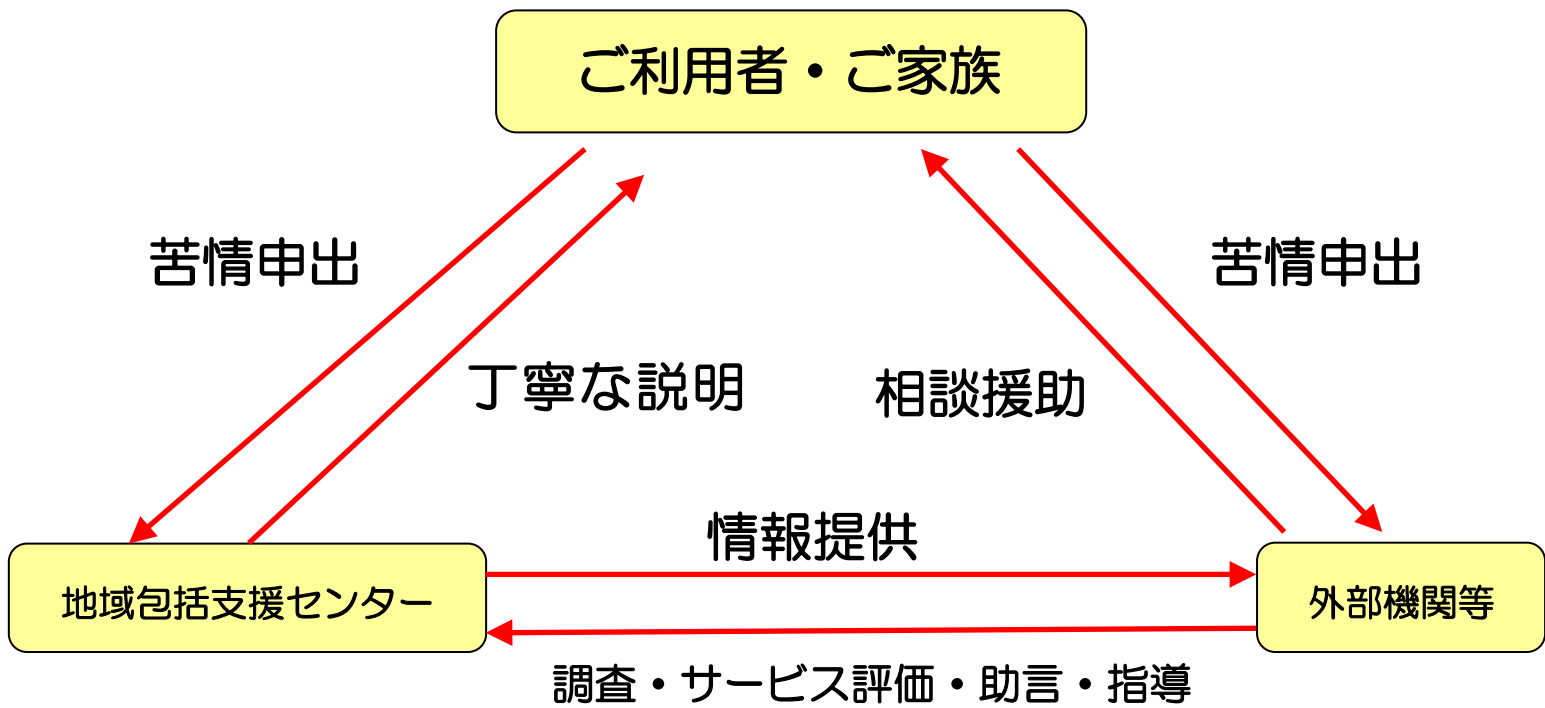 ご利用者・ご家族
苦情申出
苦情申出
丁寧な説明
相談援助
情報提供
地域包括支援センター
外部機関等
調査・サービス評価・助言・指導